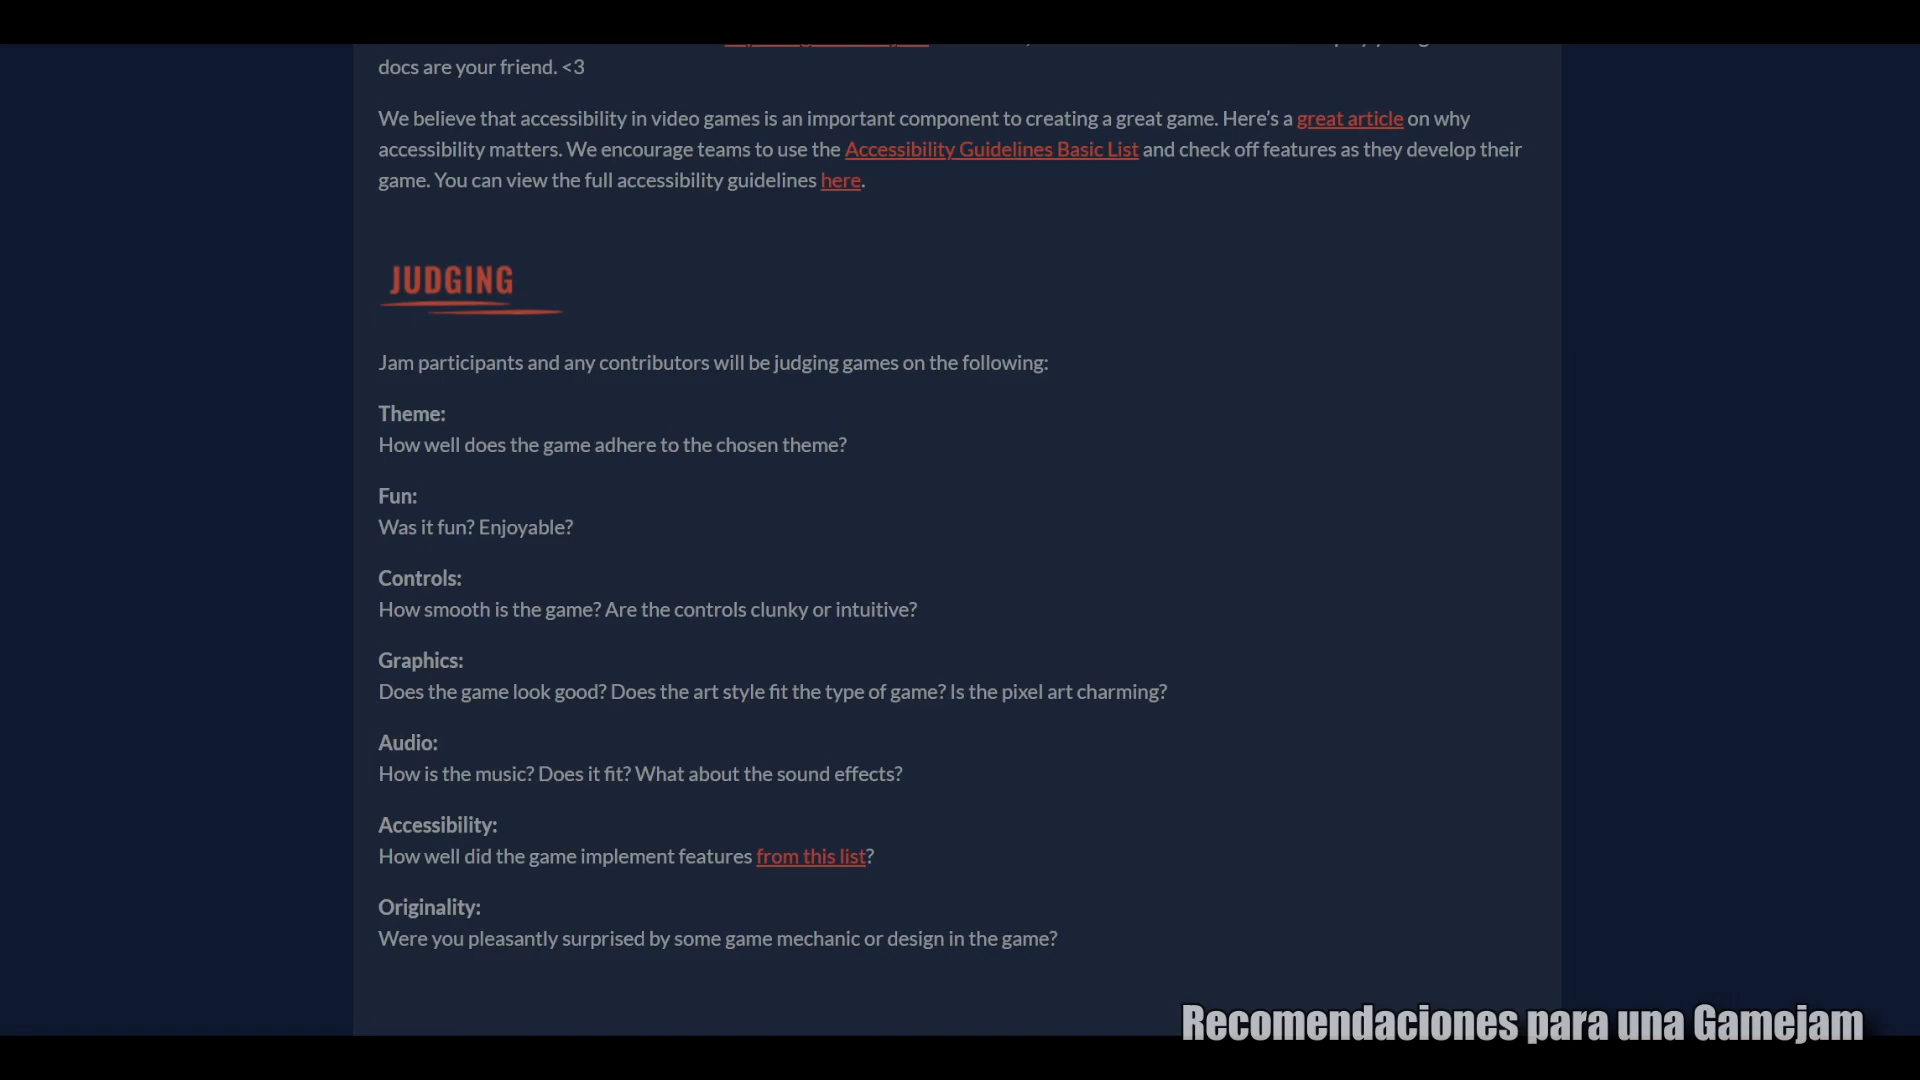 docs are your friend. <3
We believe that accessibility in video games is an important component to creating a great game. Here's a great article on why
accessibility matters. We encourage teams to use the Accessibility Guidelines Basic List and check off features as they develop their
game. You can view the full accessibility guidelines here.
JUDGING
Jam participants and any contributors will be judging games on the following:
Theme:
How well does the game adhere to the chosen theme?
Fun:
Was it fun? Enjoyable?
Controls:
How smooth is the game? Are the controls clunky or intuitive?
Graphics:
Does the game look good? Does the art style fit the type of game? Is the pixel art charming?
Audio:
How is the music? Does it fit? What about the sound effects?
Accessibility:
How well did the game implement features from this list?
Originality:
Were you pleasantly surprised by some game mechanic or design in the game?
Recomendaciones para una Gamejam